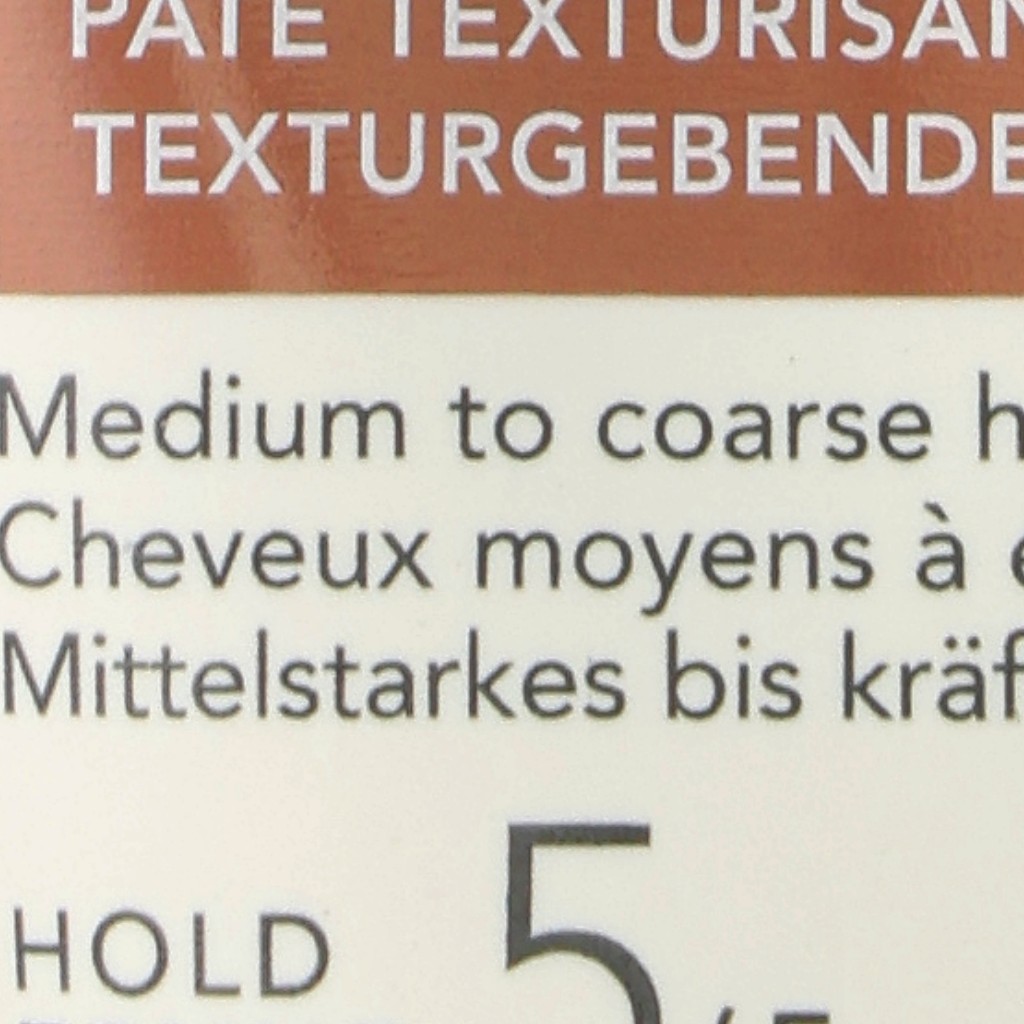 PATE TEXTURISAN
TEXTURGEBENDE
Medium to coarse h
Cheveux moyens à
Mittelstarkes bis kräf
HOLD 5